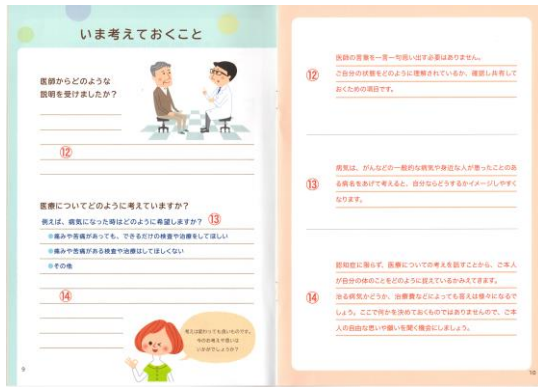 いま考えておくこと
医師からどのような
説明を受けましたか?
⑫
医療についてどのように考えていますか?
例えば、病気になった時はどのように希望しますか? ⑬
●痛みや苦痛があっても、できるだけの検査や治療をしてほしい
●痛みや苦痛がある検査や治療はしてほしくない
●その他
⑭
考えは変わっても良いものです。
今のお考えや思いは
いかがでしょうか?
9
医師の言葉を一言一句思い出す必要はありません。
⑫ ご自分の状態をどのように理解されているか、確認し共有して
おくための項目です。
病気は、がんなどの一般的な病気や身近な人が患ったことのあ
⑬ る病名をあげて考えると、自分ならどうするかイメージしやすく
なります。
認知症に限らず、医療についての考えを話すことから、ご本人
が自分の体のことをどのように捉えているかみえてきます。
⑭ 治る病気かどうか、治療費などによっても答えは様々になるで
しょう。ここで何かを決めておくものではありませんので、ご本
人の自由な思いや願いを聞く機会にしましょう。
10